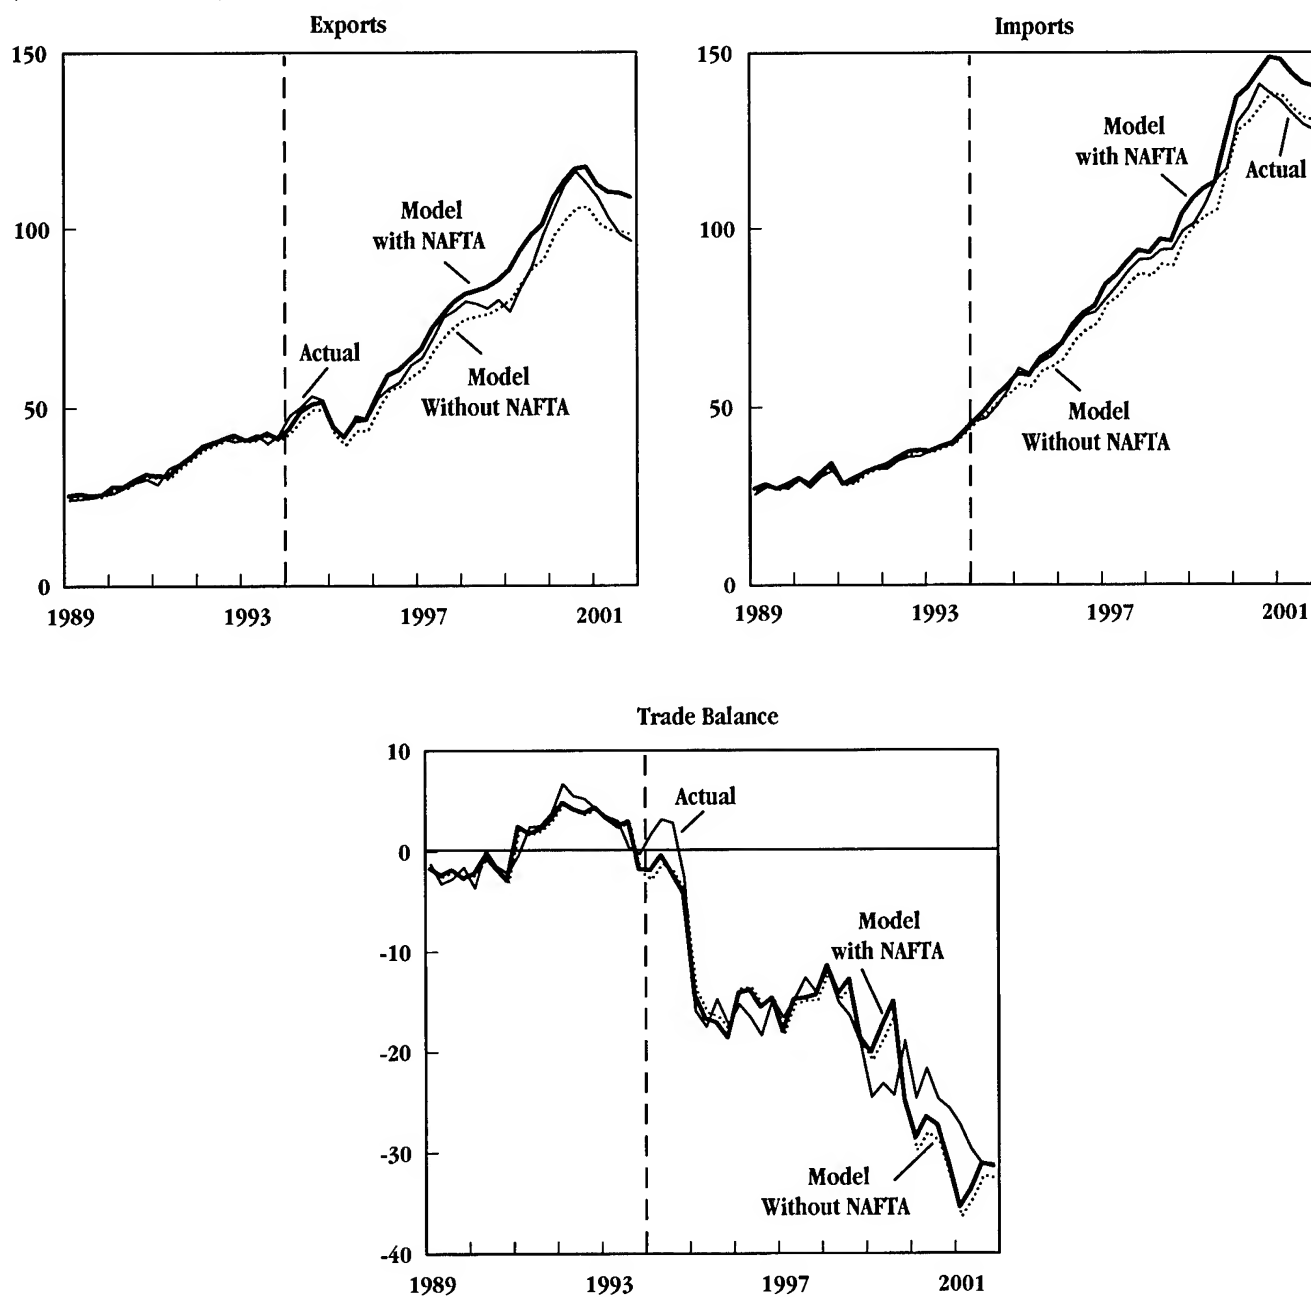 Exports
150
100
50
0
Model
with NAFTA
Actual
Model
Without NAFTA
1989
1993
1997
2001
Imports
150
100
50
0
Model
with NAFTA
Actual
Model
Without NAFTA
1989
1993
1997
2001
Trade Balance
10
0
-10
-20
-30
-40
Actual
Model
with NAFTA
Model
Without NAFTA
1989
1993
1997
2001